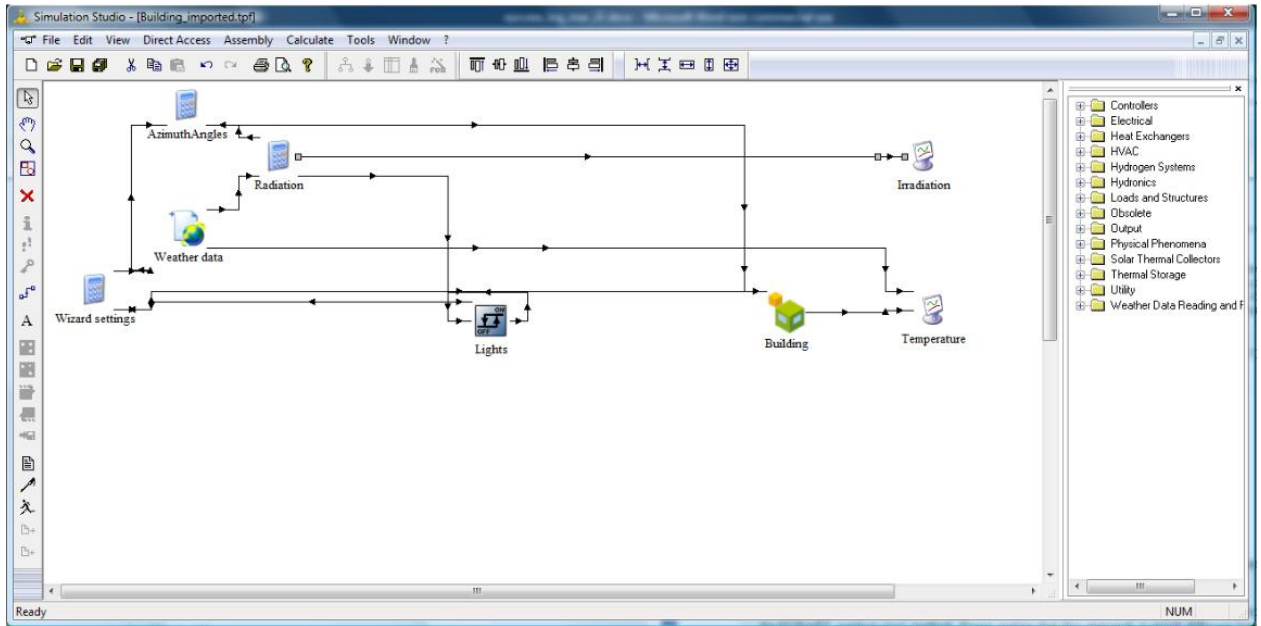 Simulation Studio - [Building_imported.tpf]
File Edit View Direct Access Assembly Calculate Tools Window ?
AzimuthAngles
Radiation
Irradiation
Weather data
Wizard settings
ON
OFF
Lights
Building
Temperature
Controllers
Electrical
Heat Exchangers
HVAC
Hydrogen Systems
Hydronics
Loads and Structures
Obsolete
Output
Physical Phenomena
Solar Thermal Collectors
Thermal Storage
Utility
Weather Data Reading and F
Ready
NUM